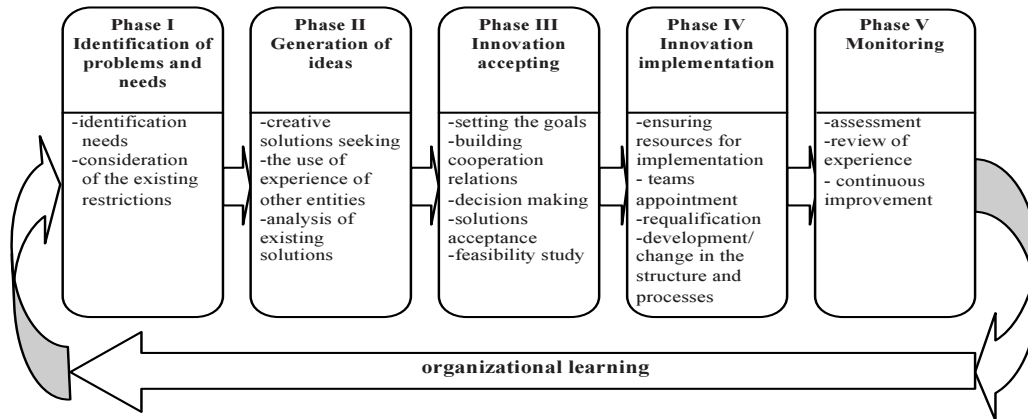 Phase I
Identification of
problems and
needs
-identification
needs
-consideration
of the existing
restrictions
Phase II
Generation of
ideas
-creative
solutions seeking
-the use of
experience of
other entities
-analysis of
existing
solutions
Phase III
Innovation
accepting
-setting the goals
-building
cooperation
relations
-decision making
-solutions
acceptance
-feasibility study
Phase IV
Innovation
implementation
-ensuring
resources for
implementation
- teams
appointment
-requalification
-development/
change in the
structure and
processes
Phase V
Monitoring
-assessment
-review of
experience
- continuous
improvement
organizational learning